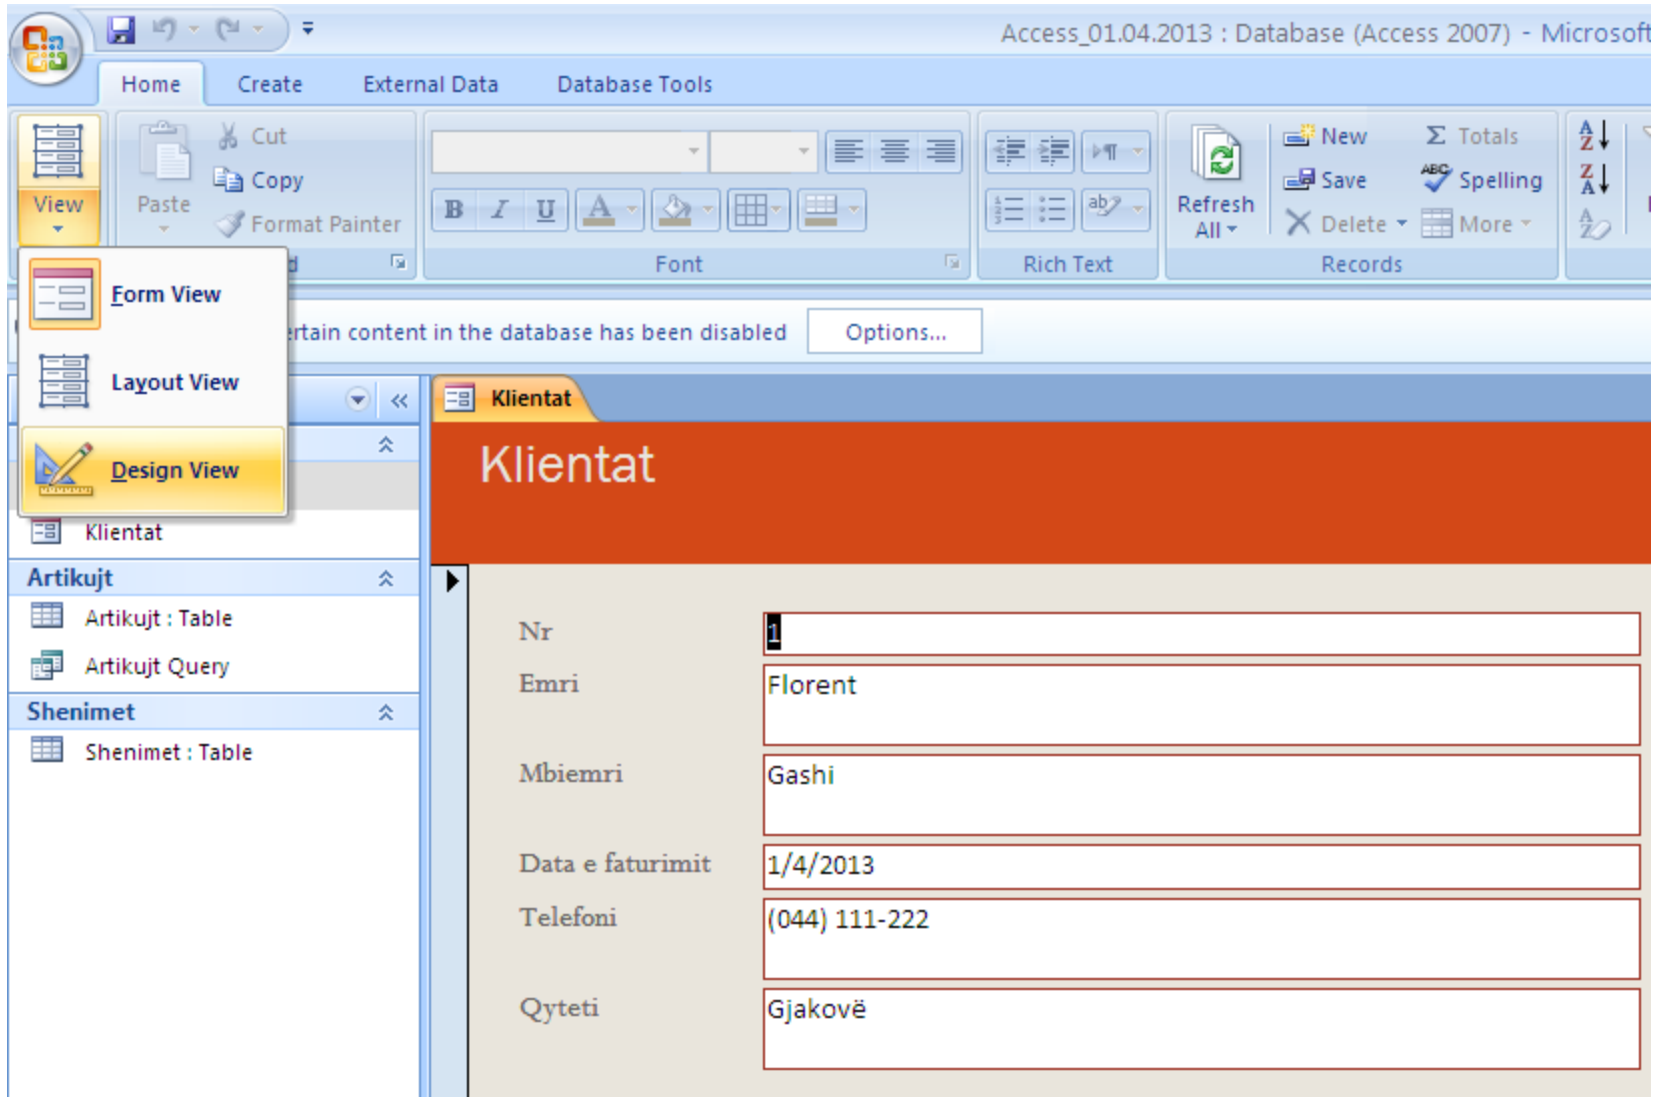 Access_01.04.2013 : Database (Access 2007) - Microsoft
Home Create External Data Database Tools
View
Paste
Cut
Copy
Format Painter
B I U A
Font
ab
Rich Text
Refresh All
New
Save
Delete
Σ Totals
ABC Spelling
More
Records
Form View
Layout View
Design View
content in the database has been disabled Options...
Klientat
Artikujt
Artikujt : Table
Artikujt Query
Shenimet
Shenimet : Table
Klientat
Klientat
Nr 1
Emri Florent
Mbiemri Gashi
Data e faturimit 1/4/2013
Telefoni (044) 111-222
Qyteti Gjakovë